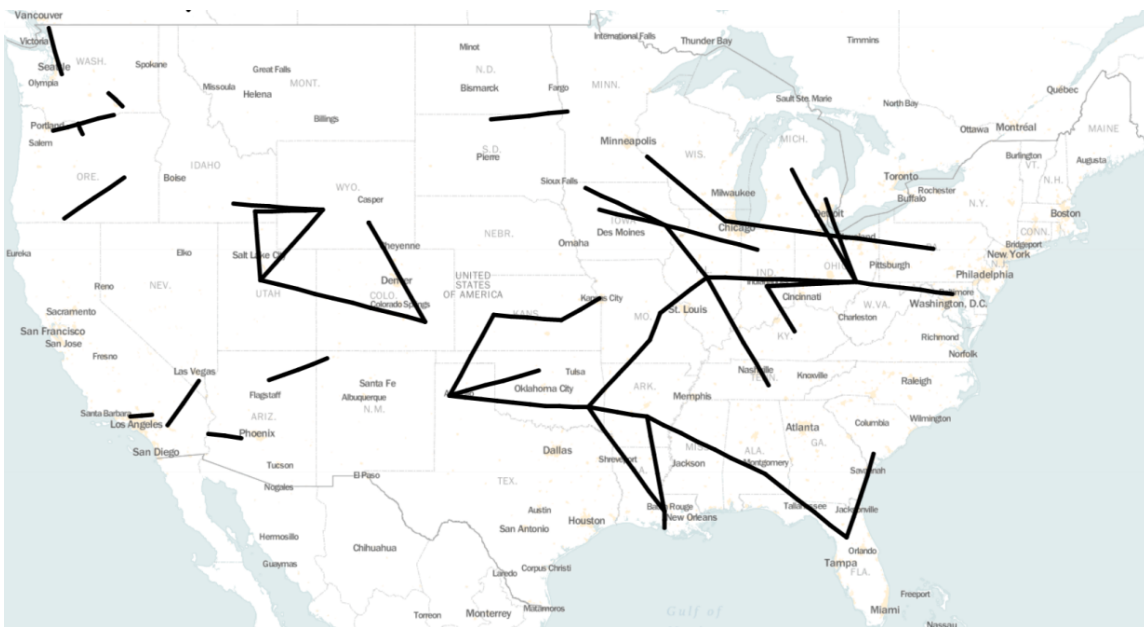 Vancouver
Victoria
International Falls
Thunder Bay
Timmins
Minot
Seattle
WASH.
Spokane
Great Falls
N.D.
Olympia
Missoula
Helena
MONT.
Bismarck
Fargo
MINN.
Sault Ste. Marie
North Bay
Québec
Billings
Portland
Salem
Ottawa
Montréal
MAINE
Minneapolis
MICH.
S.D.
Pierre
WIS.
Burlington
VT.
Augusta
IDAHO
ORE.
Boise
WYO.
Casper
Sioux Falls
Toronto
N.H.
Milwaukee
Rochester
Buffalo
N.Y.
Detroit
Boston
IOWA
Des Moines
Chicago
CONN.
Eureka
Elko
Salt Lake City
Cheyenne
NEBR.
Omaha
Bridgeport
New York
N.J.
Pittsburgh
OHIO
Philadelphia
Reno
NEV.
UTAH
Denver
COLO.
Colorado Springs
UNITED
STATES
OF AMERICA
IND.
Cincinnati
Baltimore
Washington, D.C.
Kansas City
KANS.
MO.
St. Louis
W.VA.
Charleston
Sacramento
San Francisco
San Jose
Fresno
KY.
Richmond
Norfolk
Las Vegas
Nashville
TENN.
Knoxville
Raleigh
Flagstaff
Santa Fe
Albuquerque
N.M.
Tulsa
Oklahoma City
ARK.
Memphis
Santa Barbara
Los Angeles
ARIZ.
Phoenix
Wilmington
Columbia
Atlanta
GA.
San Diego
Tucson
Nogales
El Paso
Dallas
Shreveport
Jackson
ALA.
Montgomery
Savannah
TEX.
Baton Rouge
New Orleans
Tallahassee
Jacksonville
Austin
Houston
San Antonio
Hermosillo
Chihuahua
Guaymas
Orlando
Tampa
FLA.
Laredo
Corpus Christi
Torreon
Monterrey
Matamoros
Gulf of
Freeport
Miami
Nassau